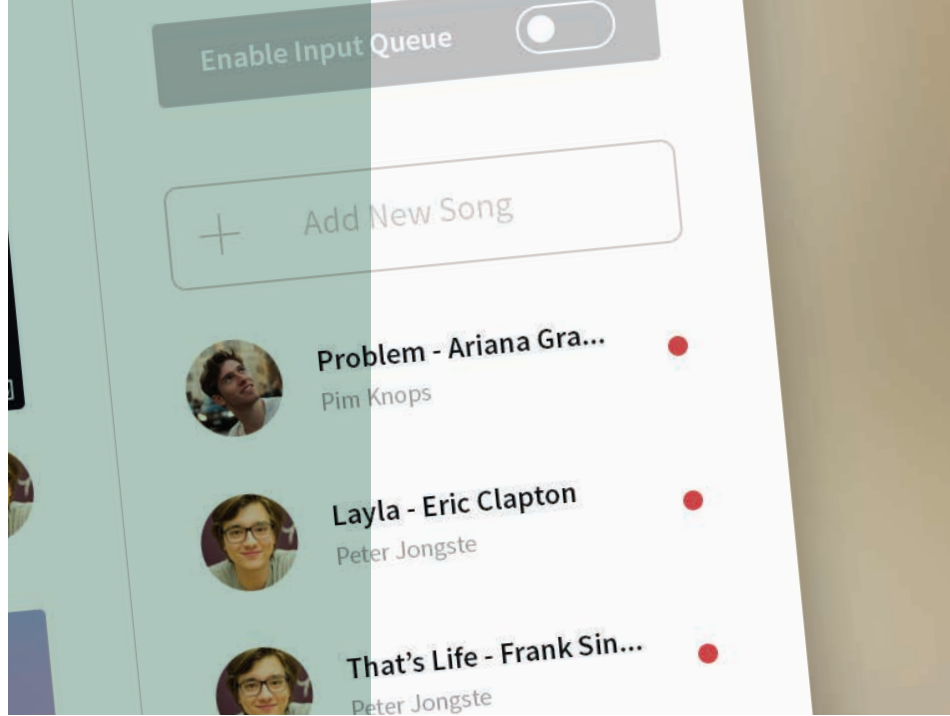 Enable Input Queue
Add New Song
Problem - Ariana Gra...
Pim Knops
Layla - Eric Clapton
Peter Jongste
That's Life - Frank Sin...
Peter Jongste